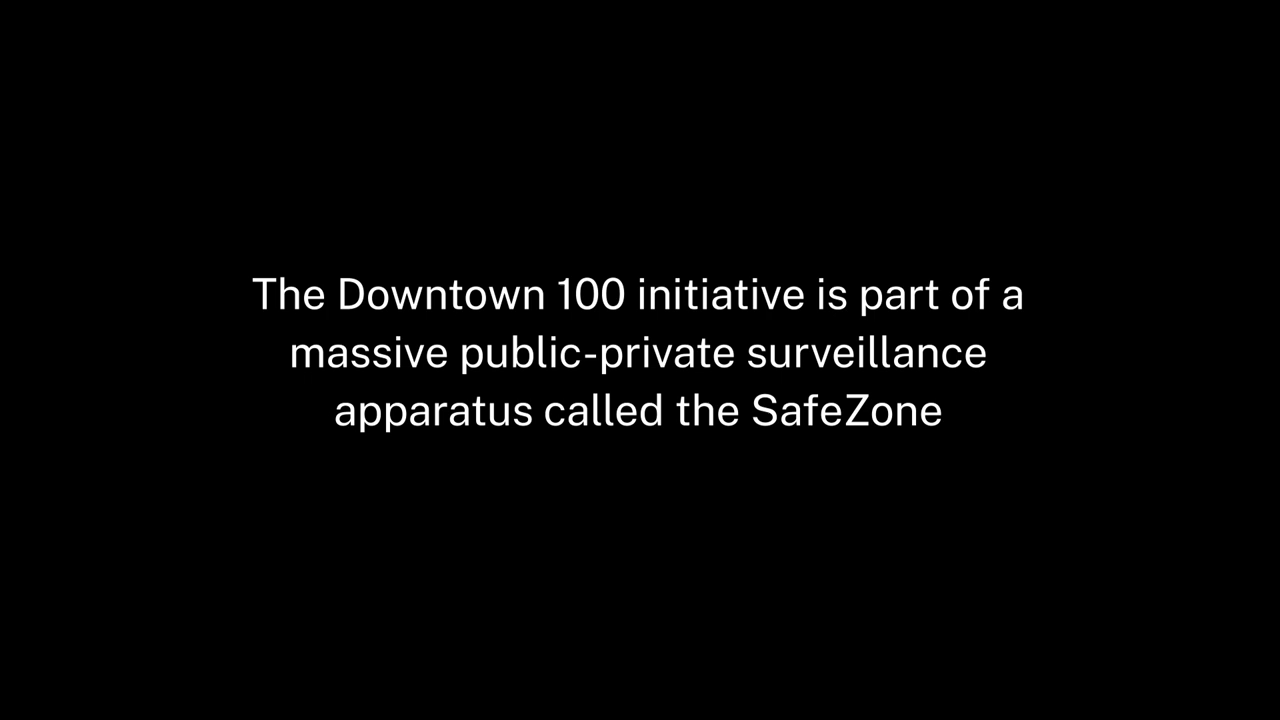 The Downtown 100 initiative is part of a
massive public-private surveillance
apparatus called the SafeZone